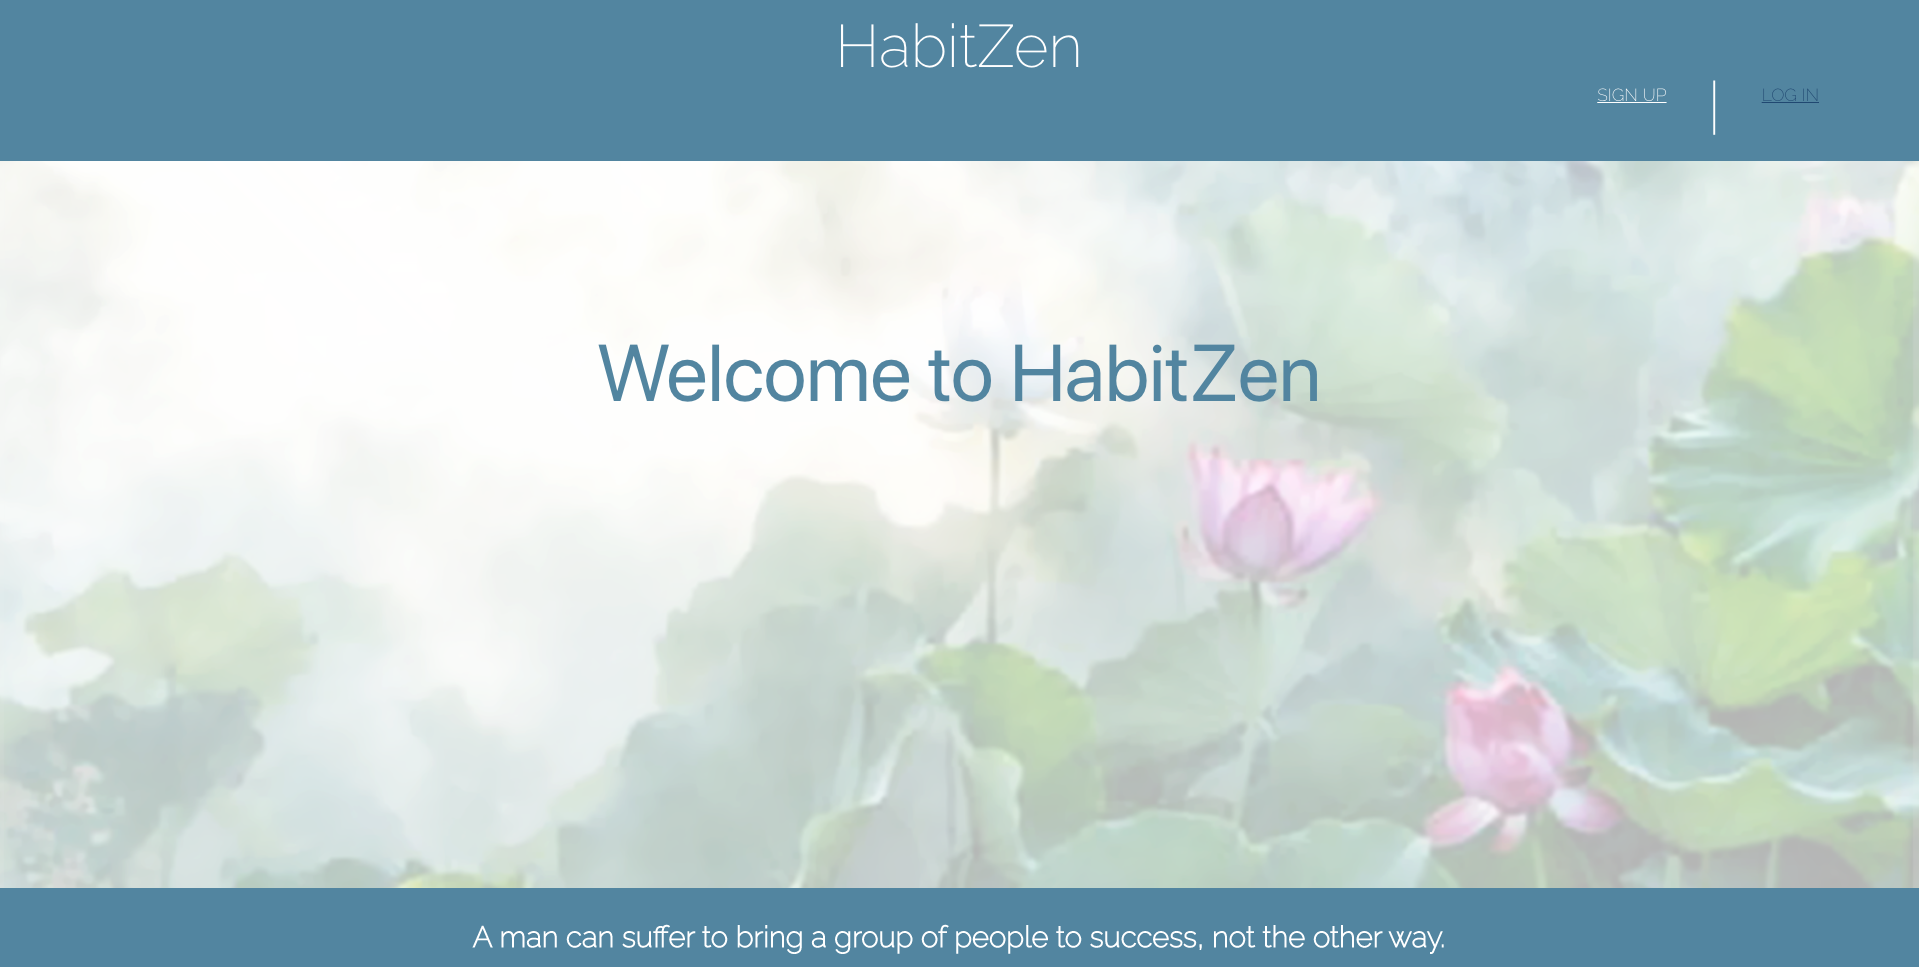 HabitZen
SIGN UP
LOG IN
Welcome to HabitZen
A man can suffer to bring a group of people to success, not the other way.